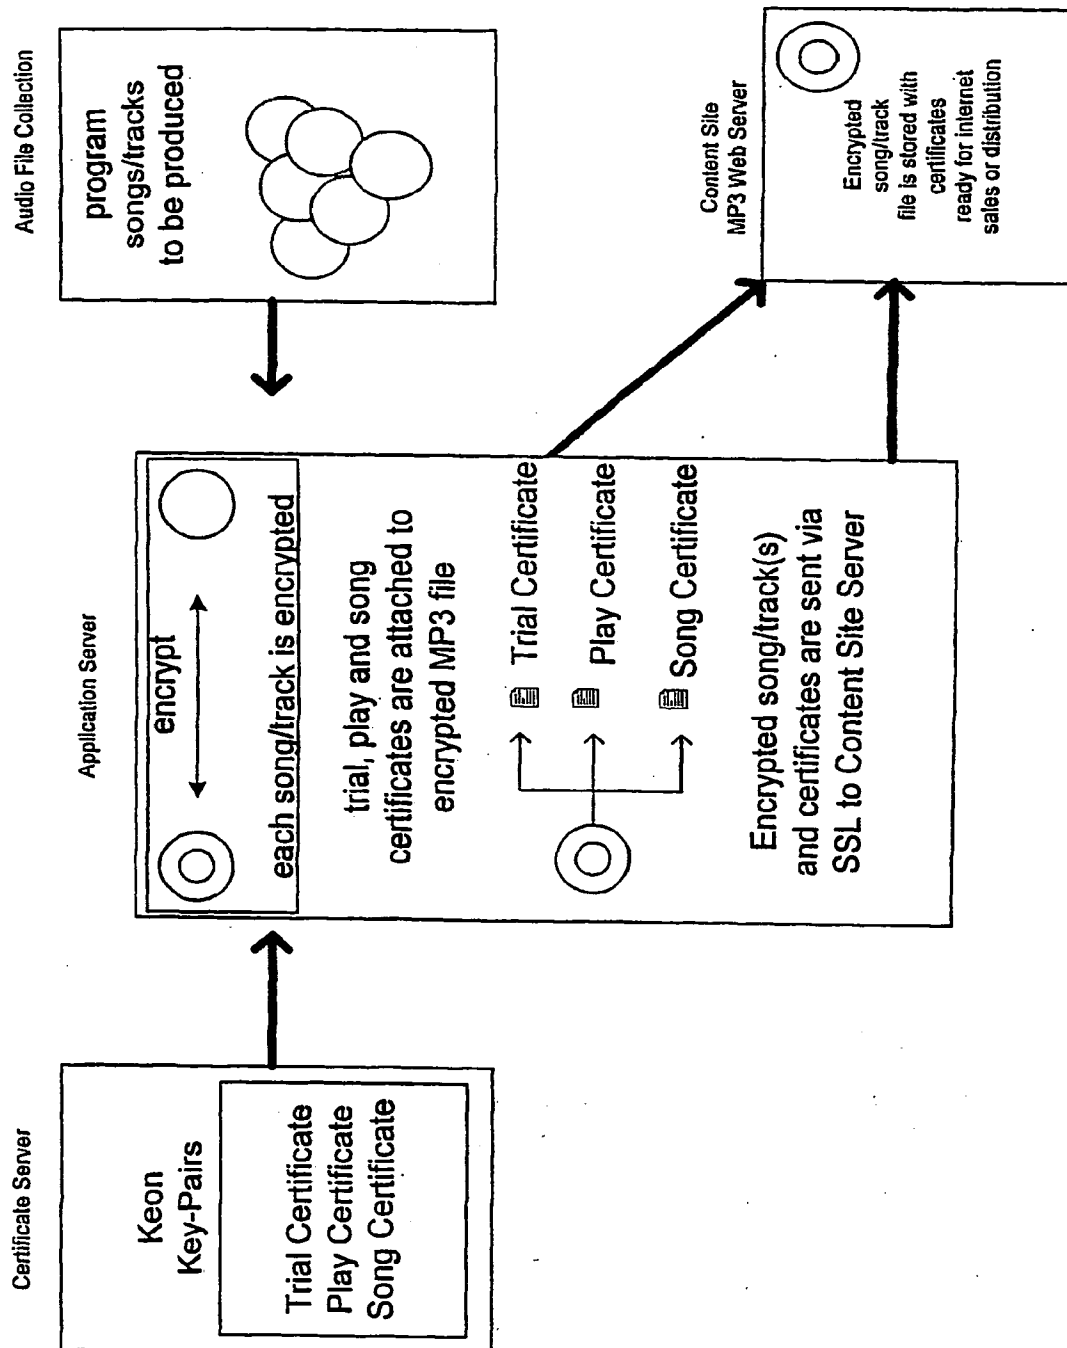 Certificate Server
Keon
Key-Pairs
Trial Certificate
Play Certificate
Song Certificate
Application Server
encrypt
each song/track is encrypted
trial, play and song
certificates are attached to
encrypted MP3 file
Trial Certificate
Play Certificate
Song Certificate
Encrypted song/track(s)
and certificates are sent via
SSL to Content Site Server
Audio File Collection
program
songs/tracks
to be produced
Content Site
MP3 Web Server
Encrypted
song/track
file is stored with
certificates
ready for internet
sales or distribution